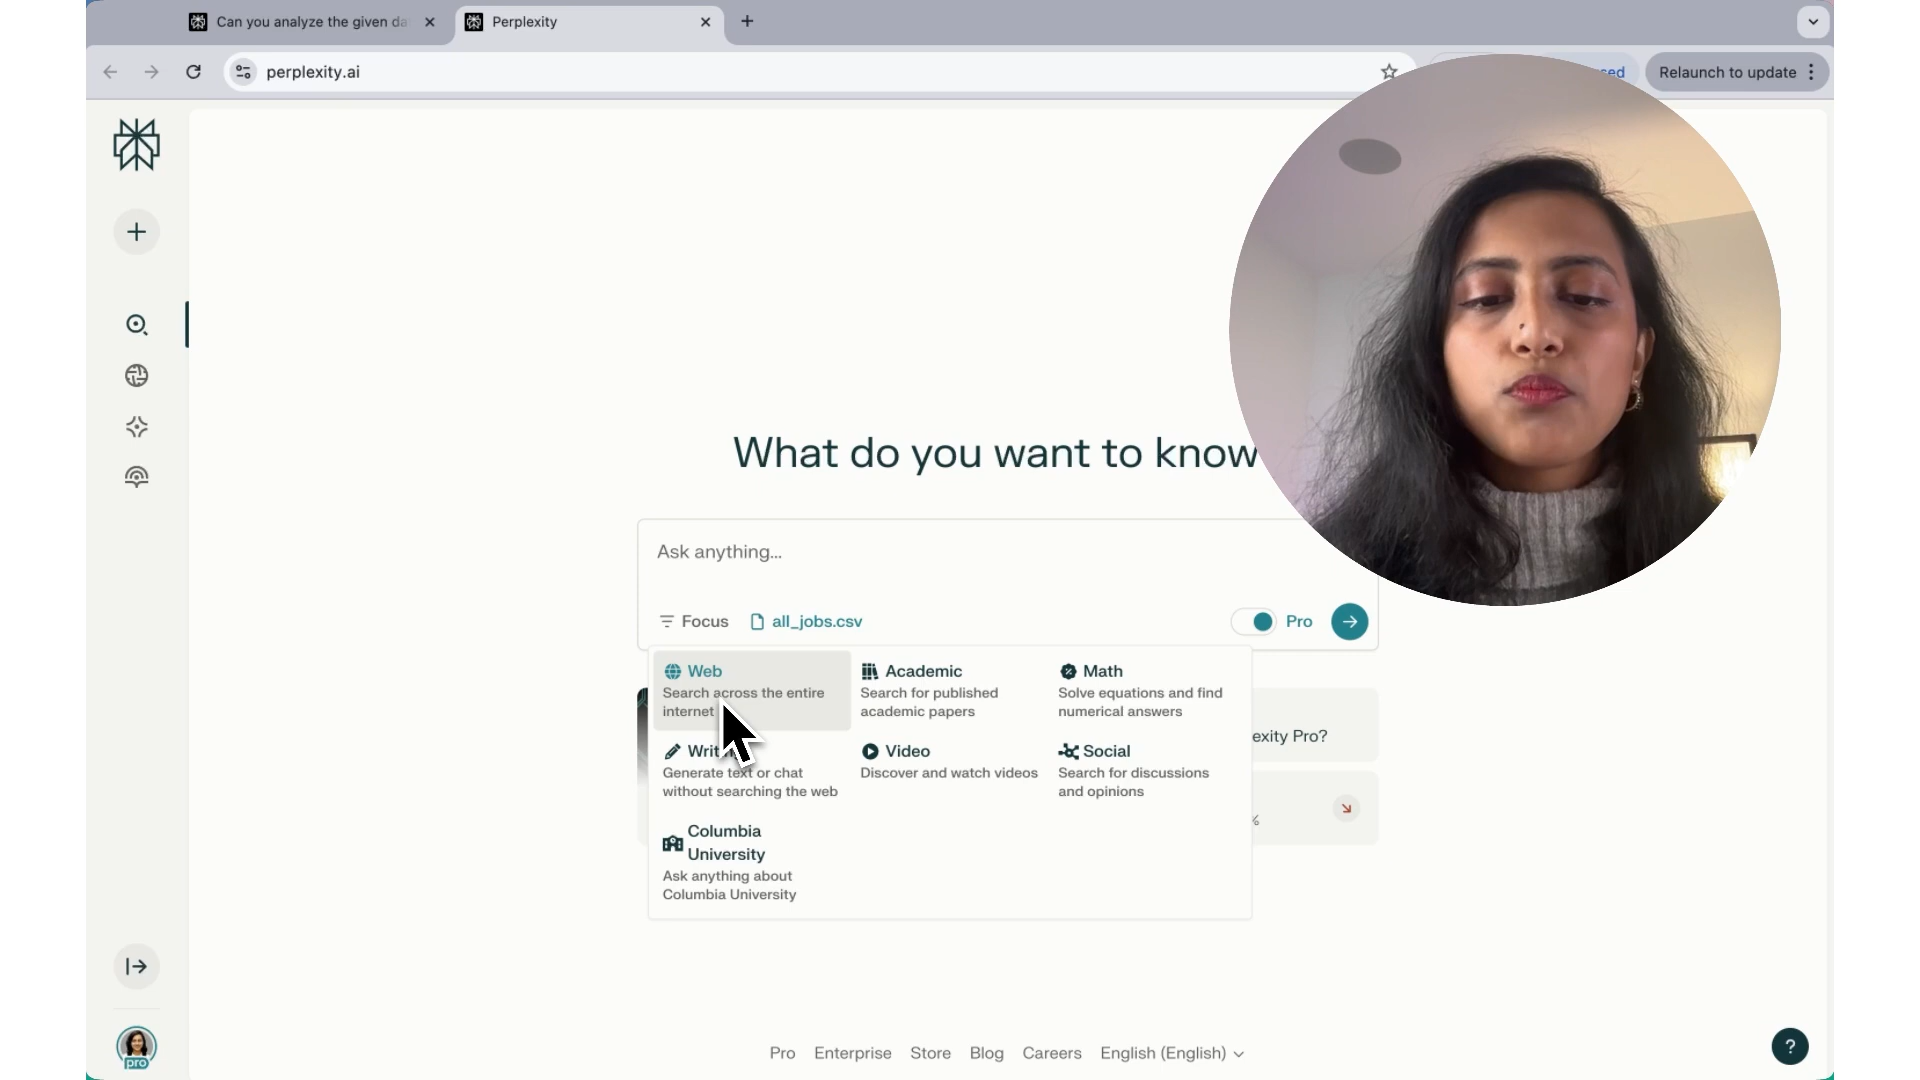 Can you analyze the given da
Perplexity
perplexity.ai
Relaunch to update
What do you want to know
Ask anything...
Focus
all_jobs.csv
Pro
Web
Search across the entire
internet
Academic
Search for published
academic papers
Math
Solve equations and find
numerical answers
Generate text or chat
without searching the web
Video
Discover and watch videos
Social
Search for discussions
and opinions
Columbia
University
Ask anything about
Columbia University
exity Pro?
%
pro
Pro
Enterprise
Store
Blog
Careers
English (English)
?